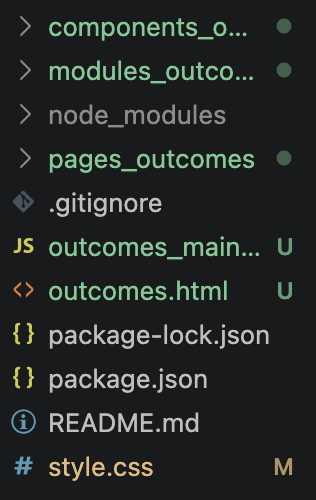 components_o...
modules_outco...
node_modules
pages_outcomes
.gitignore
JS outcomes_main... U
outcomes.html U
{} package-lock.json
{} package.json
README.md
# style.css M